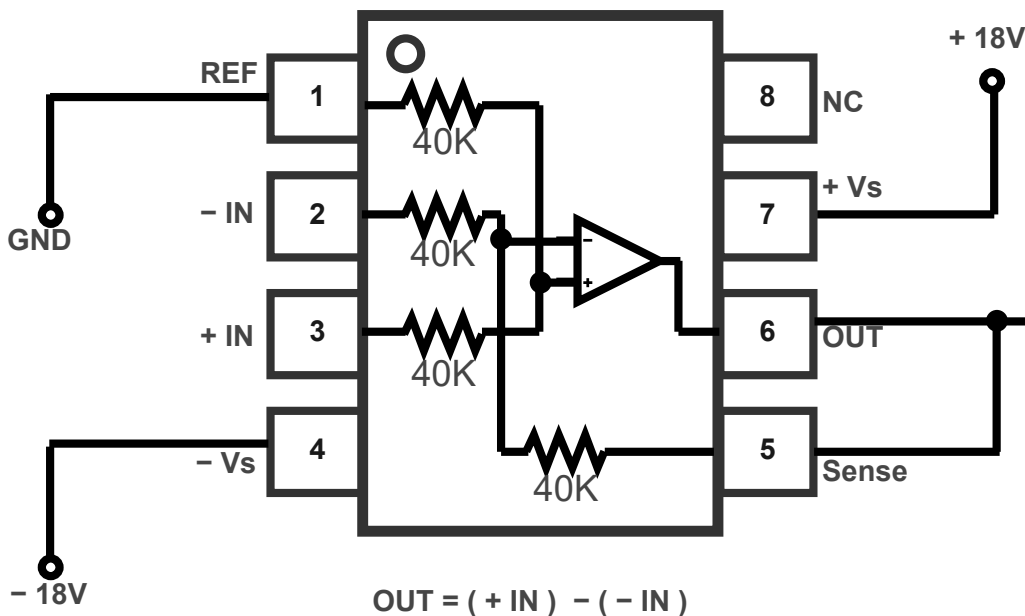 + 18V
REF
1
8
NC
40K
− IN
2
+ Vs
7
GND
40K
−
+
+ IN
3
6
OUT
40K
− Vs
4
5
Sense
40K
− 18V
OUT = ( + IN ) − ( − IN )